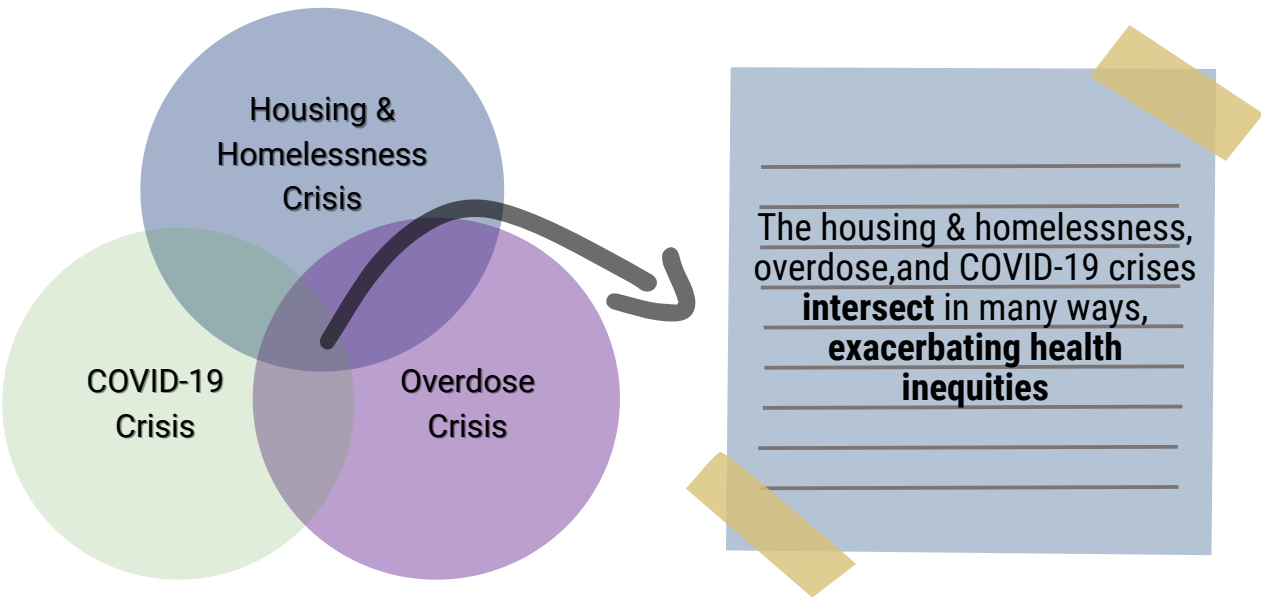 Housing &
Homelessness
Crisis
COVID-19
Crisis
Overdose
Crisis
The housing & homelessness,
overdose,and COVID-19 crises
intersect in many ways,
exacerbating health
inequities